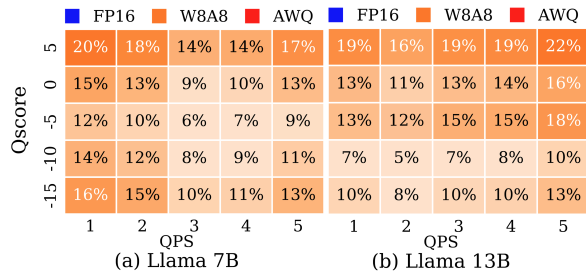 FP16 W8A8 AWQ FP16 W8A8 AWQ
5 20% 18% 14% 14% 17% 19% 16% 19% 19% 22%
0 15% 13% 9% 10% 13% 13% 11% 13% 14% 16%
-5 12% 10% 6% 7% 9% 13% 12% 15% 15% 18%
-10 14% 12% 8% 9% 11% 7% 5% 7% 8% 10%
-15 16% 15% 10% 11% 13% 10% 8% 10% 10% 13%
Qscore
1 2 3 4 5 1 2 3 4 5
QPS QPS
(a) Llama 7B (b) Llama 13B